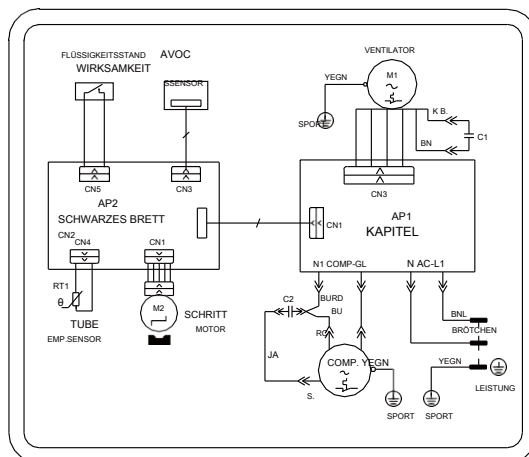 FLÜSSIGKEITSSTAND AVOC
WIRKSAMKEIT
SSENSOR
VENTILATOR
YEGN
M1
K B.
C1
SPORT
BN
CN5
CN3
CN3
AP2
SCHWARZES BRETT
CN2
CN4
CN1
CN1
AP1
KAPITEL
N1 COMP-GL
N AC-L1
RT1
θ
M2
SCHRITT
MOTOR
TUBE
EMP.SENSOR
C2
BURD
BU
RC
JA
S.
COMP. YEGN
SPORT
BNL
BRÖTCHEN
YEGN
SPORT
LEISTUNG